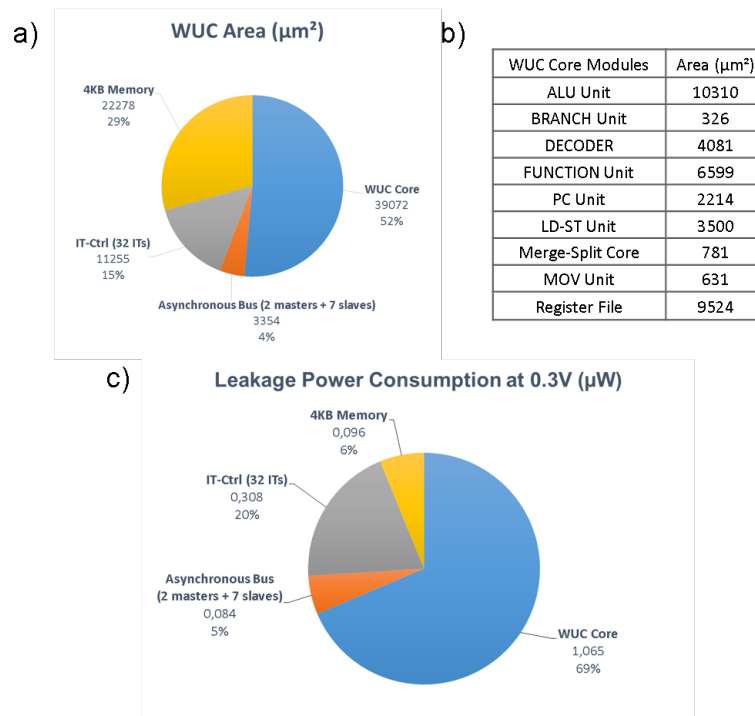 a)
WUC Area (µm²)
4KB Memory
22278
29%
WUC Core
39072
52%
IT-Ctrl (32 ITs)
11255
15%
Asynchronous Bus (2 masters + 7 slaves)
3354
4%
b)
WUC Core Modules Area (µm²)
ALU Unit 10310
BRANCH Unit 326
DECODER 4081
FUNCTION Unit 6599
PC Unit 2214
LD-ST Unit 3500
Merge-Split Core 781
MOV Unit 631
Register File 9524
c)
Leakage Power Consumption at 0.3V (µW)
4KB Memory
0,096
6%
IT-Ctrl (32 ITs)
0,308
20%
Asynchronous Bus
(2 masters + 7 slaves)
0,084
5%
WUC Core
1,065
69%